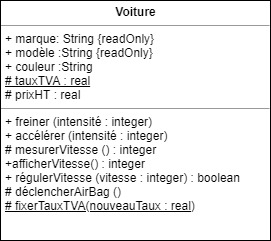 Voiture
+ marque: String {readOnly}
+ modèle :String {readOnly}
+ couleur :String
# tauxTVA : real
# prixHT : real
+ freiner (intensité : integer)
+ accélérer (intensité : integer)
# mesurerVitesse () : integer
+afficherVitesse() : integer
+ régulerVitesse (vitesse : integer) : boolean
# déclencherAirBag ()
# fixerTauxTVA(nouveauTaux : real)